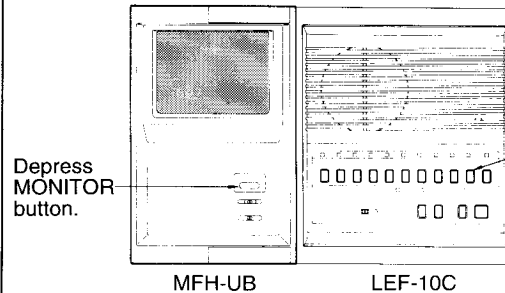 Depress
MONITOR
button.
MFH-UB
LEF-10C